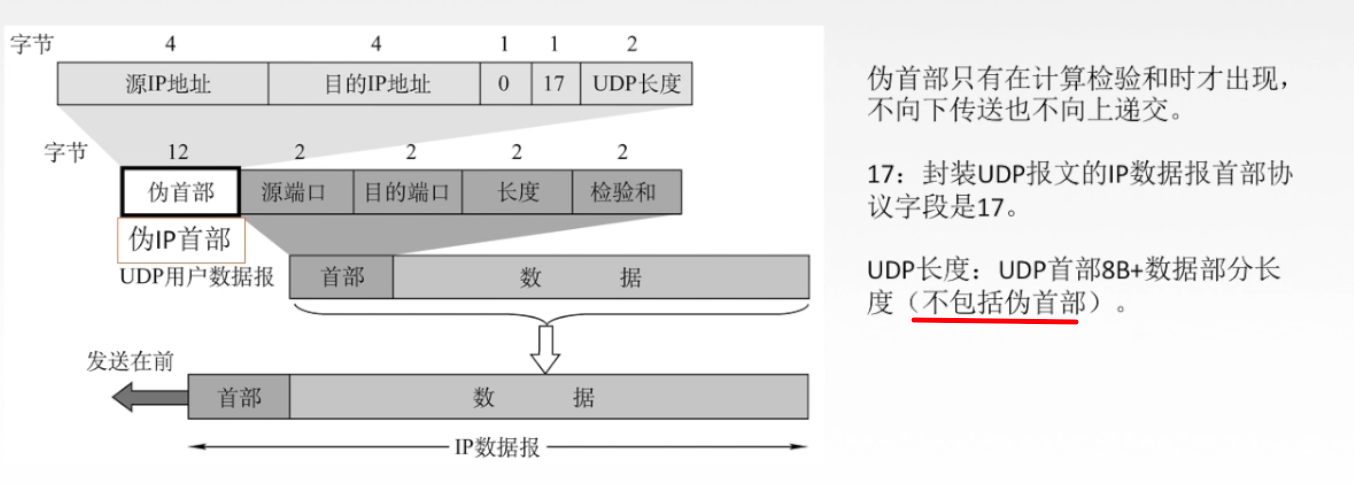 字节 4 4 1 1 2
源IP地址 目的IP地址 0 17 UDP长度
字节 12 2 2 2 2
伪首部 源端口 目的端口 长度 检验和
伪IP首部
UDP用户数据报 首部 数 据
发送在前
首部 数 据
IP数据报
伪首部只有在计算检验和时才出现，
不向下传送也不向上递交。
17：封装UDP报文的IP数据报首部协
议字段是17。
UDP长度：UDP首部8B+数据部分长
度（不包括伪首部）。